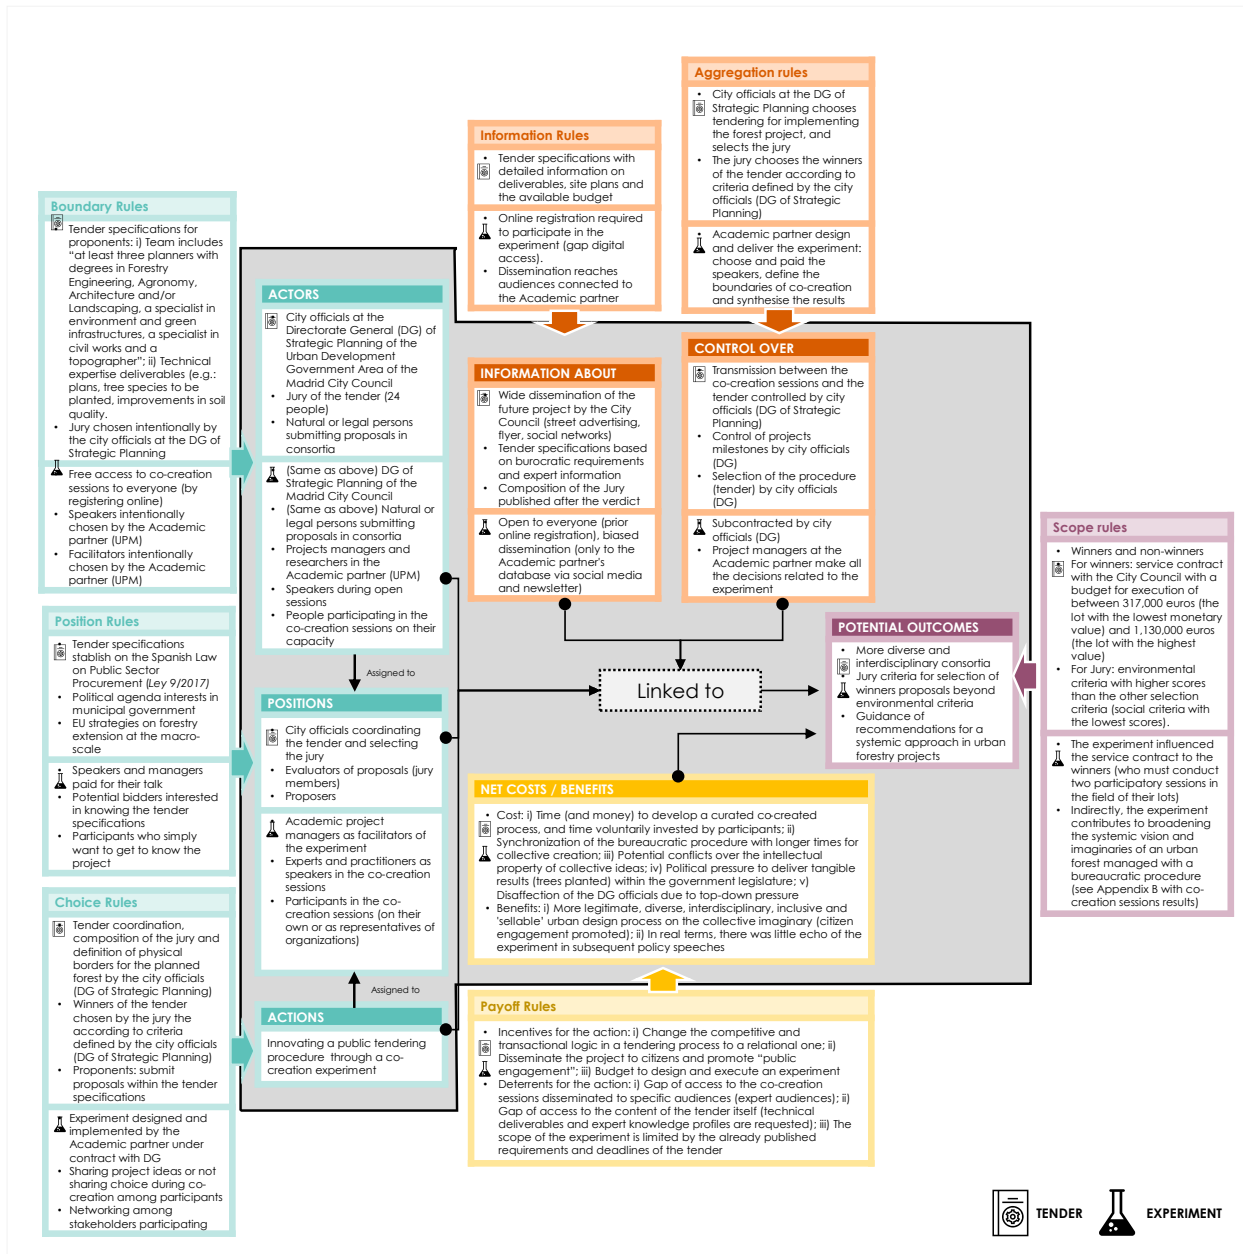 Aggregation rules
• City officials at the DG of
Strategic Planning chooses
tendering for implementing
the forest project, and
selects the jury
• The jury chooses the winners
of the tender according to
criteria defined by the city
officials (DG of Strategic
Planning)
• Academic partner design
and deliver the experiment:
choose and paid the
speakers, define the
boundaries of co-creation
and synthesise the results
Information Rules
• Tender specifications with
detailed information on
deliverables, site plans and
the available budget
• Online registration required
to participate in the
experiment (gap digital
access).
• Dissemination reaches
audiences connected to
the Academic partner
Boundary Rules
• Tender specifications for
proponents: i) Team includes
“at least three planners with
degrees in Forestry
Engineering, Agronomy,
Architecture and/or
Landscaping, a specialist in
environment and green
infrastructures, a specialist in
civil works and a
topographer”; ii) Technical
expertise deliverables (e.g.:
plans, tree species to be
planted, improvements in soil
quality.
• Jury chosen intentionally by
the city officials at the DG of
Strategic Planning
• Free access to co-creation
sessions to everyone (by
registering online)
• Speakers intentionally
chosen by the Academic
partner (UPM)
• Facilitators intentionally
chosen by the Academic
partner (UPM)
ACTORS
• City officials at the
Directorate General (DG) of
Strategic Planning of the
Urban Development
Government Area of the
Madrid City Council
• Jury of the tender (24
people)
• Natural or legal persons
submitting proposals in
consortia
• (Same as above) DG of
Strategic Planning of the
Madrid City Council
• (Same as above) Natural or
legal persons submitting
proposals in consortia
• Projects managers and
researchers in the
Academic partner (UPM)
• Speakers during open
sessions
• People participating in the
co-creation sessions on their
capacity
INFORMATION ABOUT
• Wide dissemination of the
future project by the City
Council (street advertising,
flyer, social networks)
• Tender specifications based
on burocratic requirements
and expert information
• Composition of the Jury
published after the verdict
• Open to everyone (prior
online registration), biased
dissemination (only to the
Academic partner's
database via social media
and newsletter)
CONTROL OVER
• Transmission between the
co-creation sessions and the
tender controlled by city
officials (DG of Strategic
Planning)
• Control of projects
milestones by city officials
(DG)
• Selection of the procedure
(tender) by city officials
(DG)
• Subcontracted by city
officials (DG)
• Project managers at the
Academic partner make all
the decisions related to the
experiment
Scope rules
• Winners and non-winners
• For winners: service contract
with the City Council with a
budget for execution of
between 317,000 euros (the
lot with the lowest monetary
value) and 1,130,000 euros
(the lot with the highest
value)
• For Jury: environmental
criteria with higher scores
than the other selection
criteria (social criteria with
the lowest scores).
• The experiment influenced
the service contract to the
winners (who must conduct
two participatory sessions in
the field of their lots)
• Indirectly, the experiment
contributes to broadening
the systemic vision and
imaginaries of an urban
forest managed with a
bureaucratic procedure
(see Appendix B with co-
creation sessions results)
POTENTIAL OUTCOMES
• More diverse and
interdisciplinary consortia
• Jury criteria for selection of
winners proposals beyond
environmental criteria
• Guidance of
recommendations for a
systemic approach in urban
forestry projects
Linked to
Position Rules
• Tender specifications
stablish on the Spanish Law
on Public Sector
Procurement (Ley 9/2017)
• Political agenda interests in
municipal government
• EU strategies on forestry
extension at the macro-
scale
• Speakers and managers
paid for their talk
• Potential bidders interested
in knowing the tender
specifications
• Participants who simply
want to get to know the
project
Assigned to
POSITIONS
• City officials coordinating
the tender and selecting
the jury
• Evaluators of proposals (jury
members)
• Proposers
• Academic project
managers as facilitators of
the experiment
• Experts and practitioners as
speakers in the co-creation
sessions
• Participants in the co-
creation sessions (on their
own or as representatives of
organizations)
Assigned to
ACTIONS
Innovating a public tendering
procedure through a co-
creation experiment
NET COSTS / BENEFITS
• Cost: i) Time (and money) to develop a curated co-created
process, and time voluntarily invested by participants; ii)
Synchronization of the bureaucratic procedure with longer times for
collective creation; iii) Potential conflicts over the intellectual
property of collective ideas; iv) Political pressure to deliver tangible
results (trees planted) within the government legislature; v)
Disaffection of the DG officials due to top-down pressure
• Benefits: i) More legitimate, diverse, interdisciplinary, inclusive and
'sellable' urban design process on the collective imaginary (citizen
engagement promoted); ii) In real terms, there was little echo of the
experiment in subsequent policy speeches
Choice Rules
• Tender coordination,
composition of the jury and
definition of physical
borders for the planned
forest by the city officials
(DG of Strategic Planning)
• Winners of the tender
chosen by the jury the
according to criteria
defined by the city officials
(DG of Strategic Planning)
• Proponents: submit
proposals within the tender
specifications
• Experiment designed and
implemented by the
Academic partner under
contract with DG
• Sharing project ideas or not
sharing choice during co-
creation among participants
• Networking among
stakeholders participating
Payoff Rules
• Incentives for the action: i) Change the competitive and
transactional logic in a tendering process to a relational one; ii)
Disseminate the project to citizens and promote “public
engagement”; iii) Budget to design and execute an experiment
• Deterrents for the action: i) Gap of access to the co-creation
sessions disseminated to specific audiences (expert audiences); ii)
Gap of access to the content of the tender itself (technical
deliverables and expert knowledge profiles are requested); iii) The
scope of the experiment is limited by the already published
requirements and deadlines of the tender
TENDER
EXPERIMENT